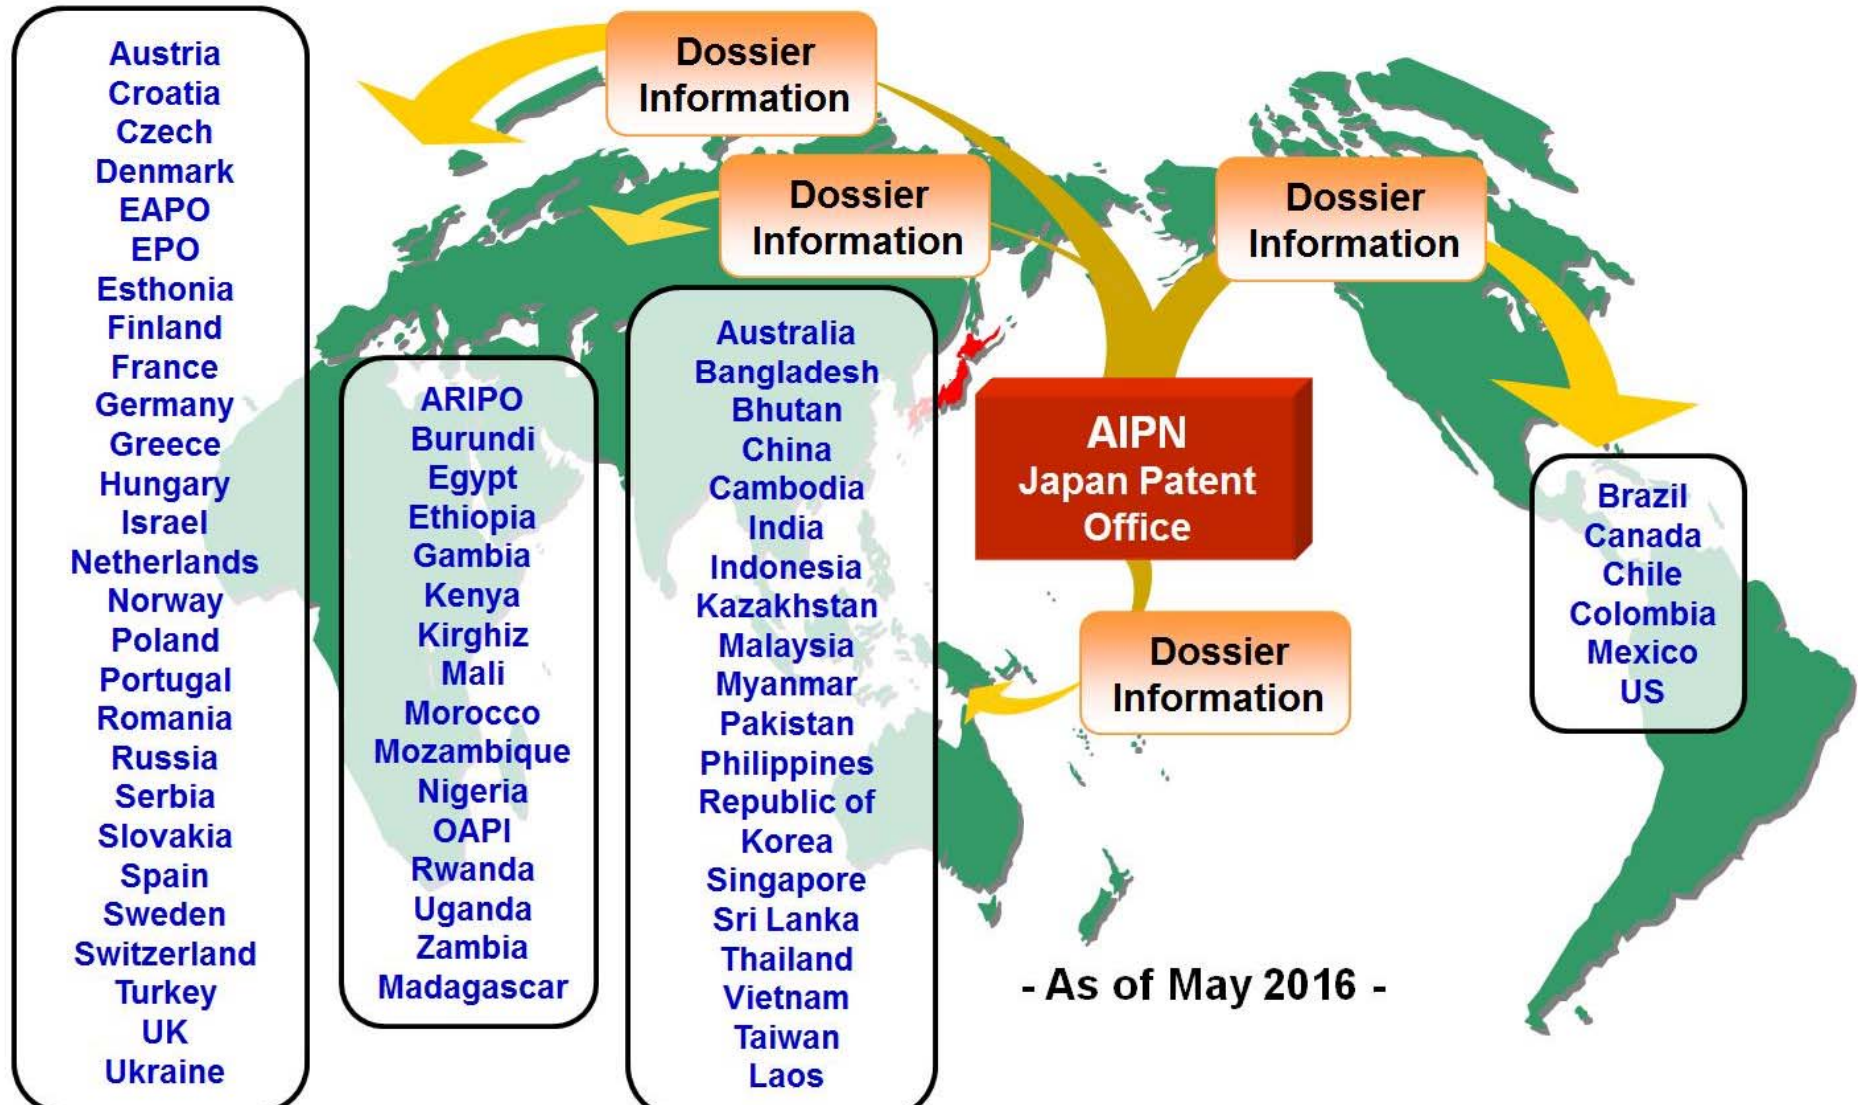 Austria
Croatia
Czech
Denmark
EAPO
EPO
Esthonia
Finland
France
Germany
Greece
Hungary
Israel
Netherlands
Norway
Poland
Portugal
Romania
Russia
Serbia
Slovakia
Spain
Sweden
Switzerland
Turkey
UK
Ukraine
ARIPO
Burundi
Egypt
Ethiopia
Gambia
Kenya
Kirghiz
Mali
Morocco
Mozambique
Nigeria
OAPI
Rwanda
Uganda
Zambia
Madagascar
Dossier
Information
Dossier
Information
Australia
Bangladesh
Bhutan
China
Cambodia
India
Indonesia
Kazakhstan
Malaysia
Myanmar
Pakistan
Philippines
Republic of
Korea
Singapore
Sri Lanka
Thailand
Vietnam
Taiwan
Laos
AIPN
Japan Patent
Office
Dossier
Information
Dossier
Information
Brazil
Canada
Chile
Colombia
Mexico
US
- As of May 2016 -